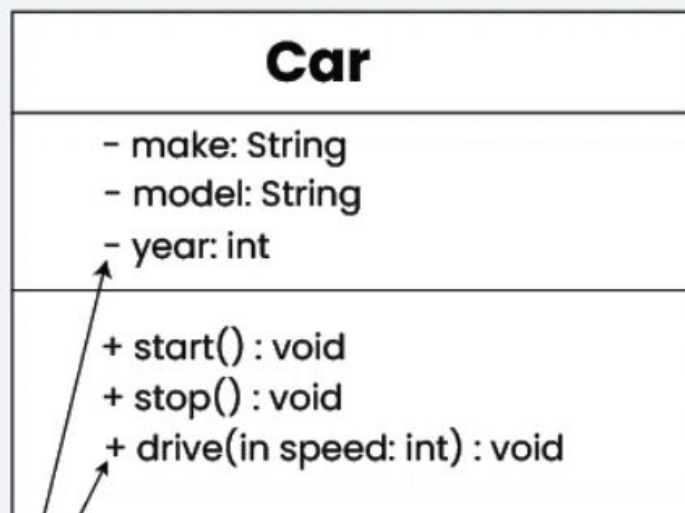 Car
- make: String
- model: String
- year: int
+ start() : void
+ stop() : void
+ drive(in speed: int) : void